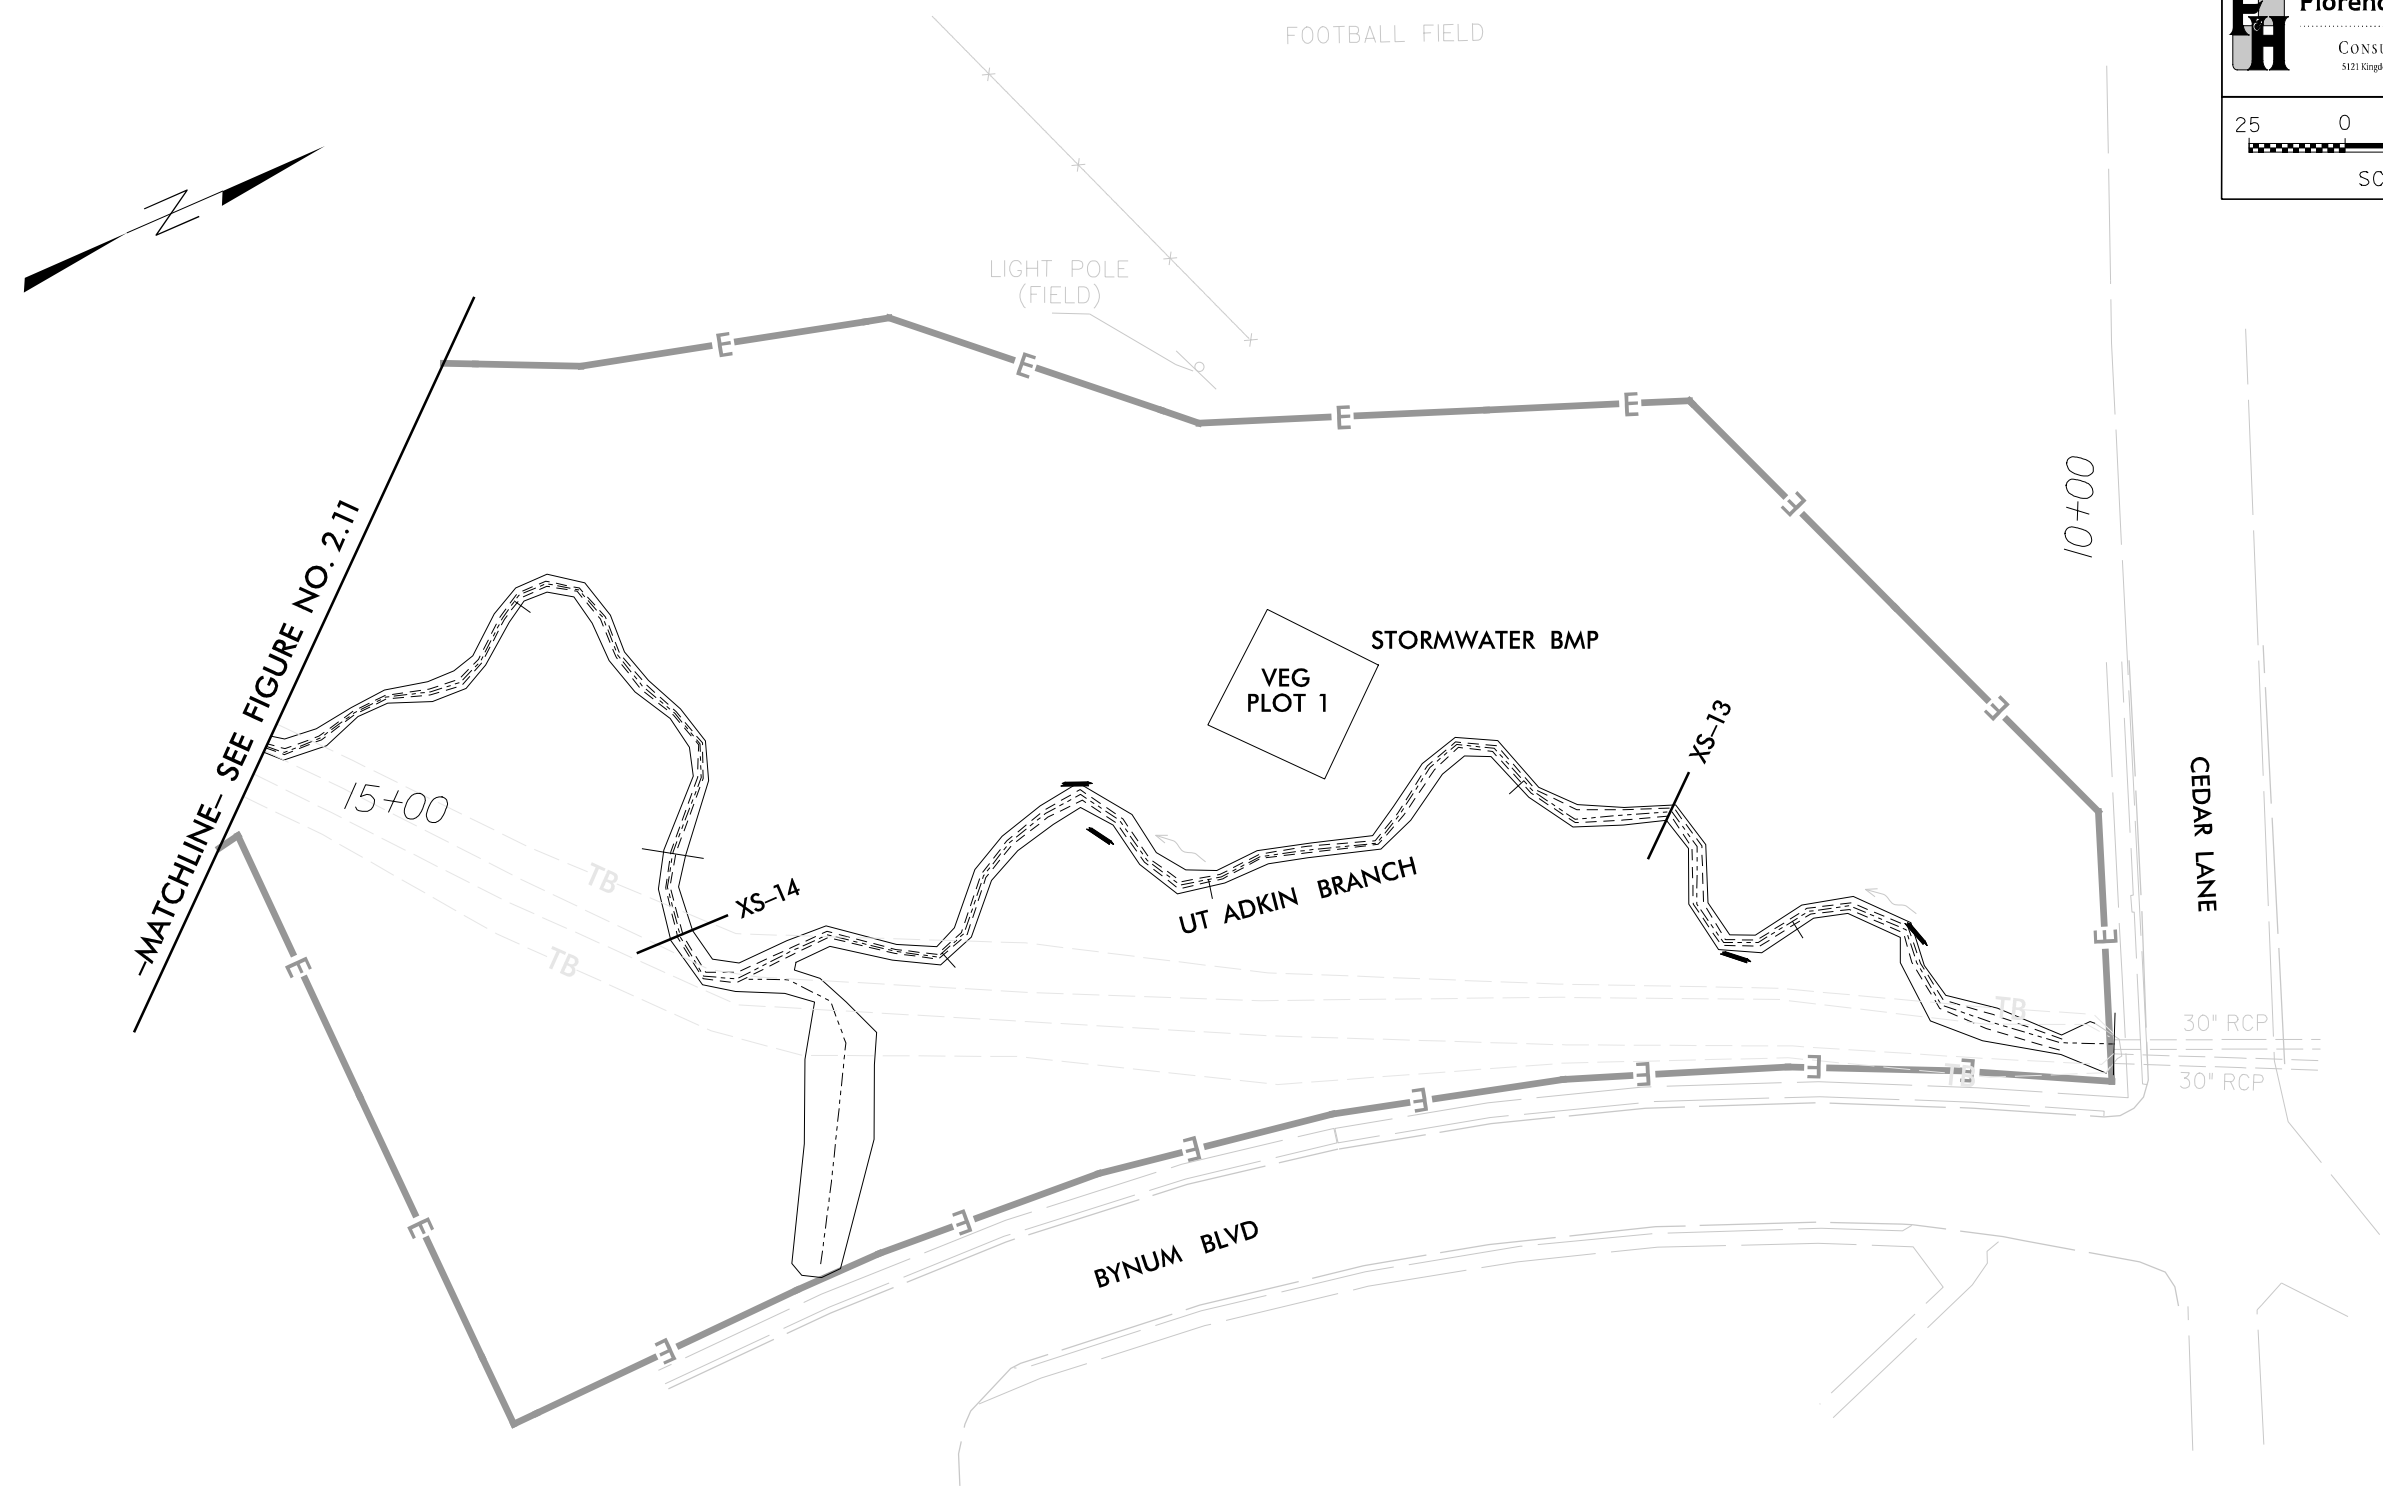 FOOTBALL FIELD
25 0
5121 Kingd
LIGHT POLE
(FIELD)
E
E
E
E
E
E
E
10+00
-MATCHLINE- SEE FIGURE NO. 2.11
STORMWATER BMP
VEG
PLOT 1
XS-13
CEDAR LANE
15+00
TB
TB
XS-14
UT ADKIN BRANCH
TB
TB
30" RCP
30" RCP
E
E
E
E
E
E
E
E
E
E
BYNUM BLVD
N